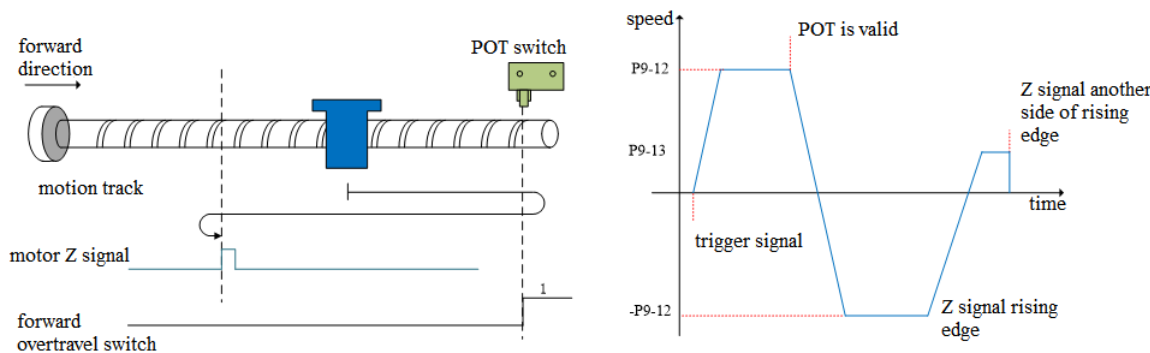 forward
direction
POT switch
motion track
motor Z signal
1
forward
overtravel switch
speed
POT is valid
P9-12
Z signal another
side of rising
edge
P9-13
time
trigger signal
-P9-12
Z signal rising
edge